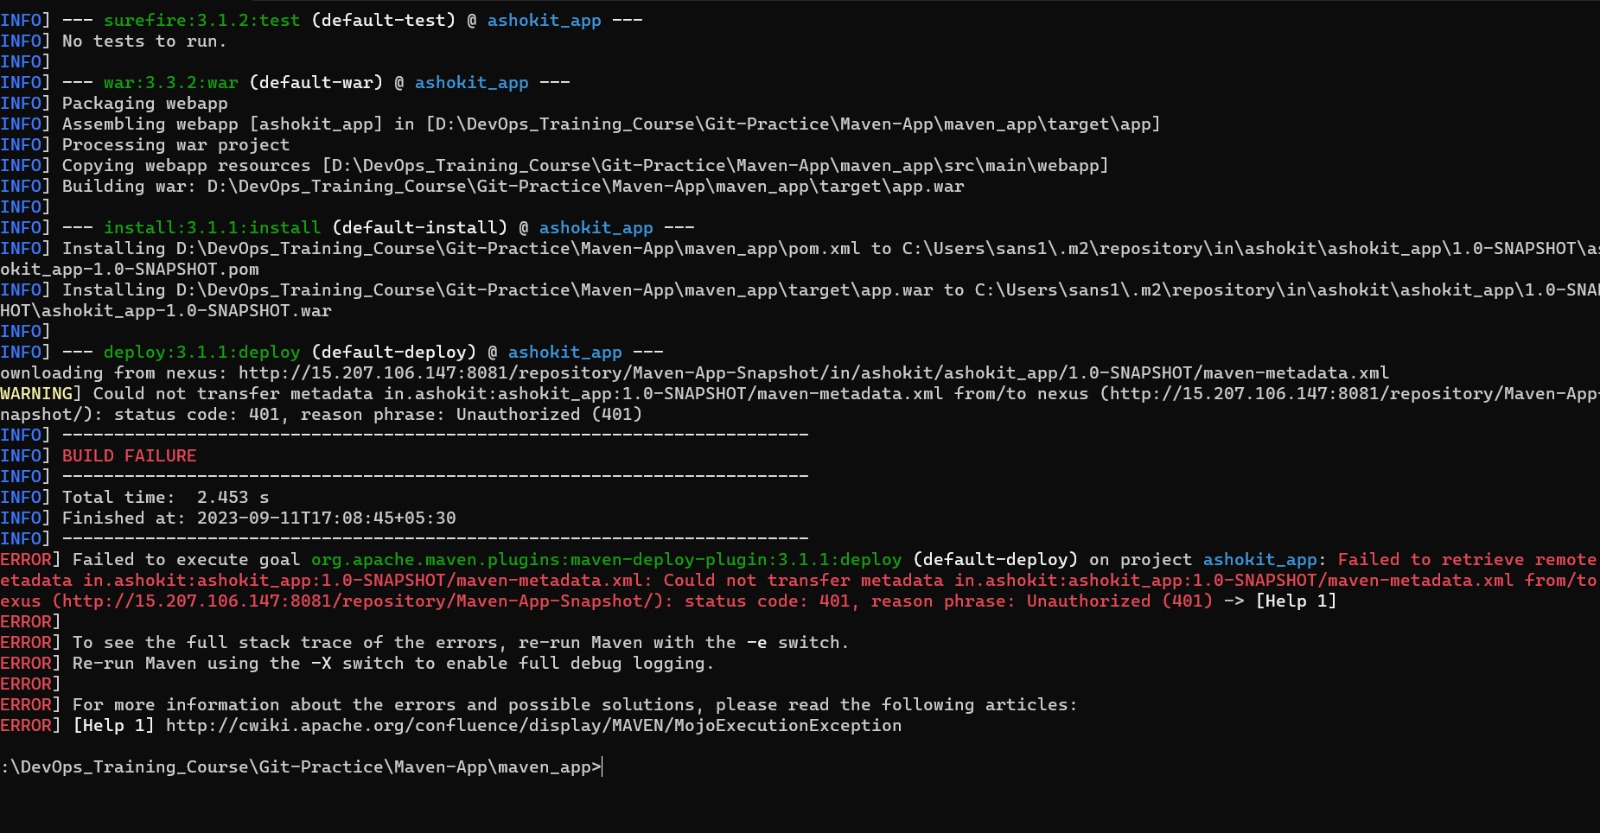 INFO] --- surefire:3.1.2:test (default-test) @ ashokit_app ---
INFO] No tests to run.
INFO]
INFO] --- war:3.3.2:war (default-war) @ ashokit_app ---
INFO] Packaging webapp
INFO] Assembling webapp [ashokit_app] in [D:\DevOps_Training_Course\Git-Practice\Maven-App\maven_app\target\app]
INFO] Processing war project
INFO] Copying webapp resources [D:\DevOps_Training_Course\Git-Practice\Maven-App\maven_app\src\main\webapp]
INFO] Building war: D:\DevOps_Training_Course\Git-Practice\Maven-App\maven_app\target\app.war
INFO]
INFO] --- install:3.1.1:install (default-install) @ ashokit_app ---
INFO] Installing D:\DevOps_Training_Course\Git-Practice\Maven-App\maven_app\pom.xml to C:\Users\sans1\.m2\repository\in\ashokit\ashokit_app\1.0-SNAPSHOT\as
okit_app-1.0-SNAPSHOT.pom
INFO] Installing D:\DevOps_Training_Course\Git-Practice\Maven-App\maven_app\target\app.war to C:\Users\sans1\.m2\repository\in\ashokit\ashokit_app\1.0-SNAP
HOT\ashokit_app-1.0-SNAPSHOT.war
INFO]
INFO] --- deploy:3.1.1:deploy (default-deploy) @ ashokit_app ---
ownloading from nexus: http://15.207.106.147:8081/repository/Maven-App-Snapshot/in/ashokit/ashokit_app/1.0-SNAPSHOT/maven-metadata.xml
WARNING] Could not transfer metadata in.ashokit:ashokit_app:1.0-SNAPSHOT/maven-metadata.xml from/to nexus (http://15.207.106.147:8081/repository/Maven-App-
napshot/): status code: 401, reason phrase: Unauthorized (401)
INFO] ------------------------------------------------------------------------
INFO] BUILD FAILURE
INFO] ------------------------------------------------------------------------
INFO] Total time:  2.453 s
INFO] Finished at: 2023-09-11T17:08:45+05:30
INFO] ------------------------------------------------------------------------
ERROR] Failed to execute goal org.apache.maven.plugins:maven-deploy-plugin:3.1.1:deploy (default-deploy) on project ashokit_app: Failed to retrieve remote
etadata in.ashokit:ashokit_app:1.0-SNAPSHOT/maven-metadata.xml: Could not transfer metadata in.ashokit:ashokit_app:1.0-SNAPSHOT/maven-metadata.xml from/to
exus (http://15.207.106.147:8081/repository/Maven-App-Snapshot/): status code: 401, reason phrase: Unauthorized (401) -> [Help 1]
ERROR]
ERROR] To see the full stack trace of the errors, re-run Maven with the -e switch.
ERROR] Re-run Maven using the -X switch to enable full debug logging.
ERROR]
ERROR] For more information about the errors and possible solutions, please read the following articles:
ERROR] [Help 1] http://cwiki.apache.org/confluence/display/MAVEN/MojoExecutionException
:\DevOps_Training_Course\Git-Practice\Maven-App\maven_app>